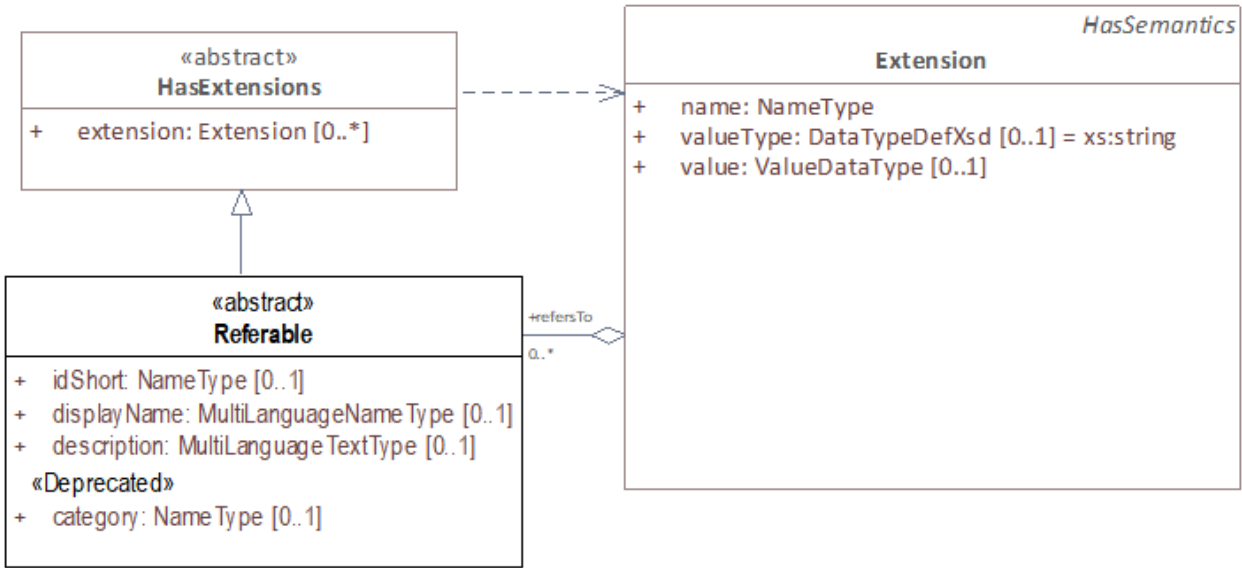 «abstract»
HasExtensions
+ extension: Extension [0..*]
HasSemantics
Extension
+ name: NameType
+ valueType: DataTypeDefXsd [0..1] = xs:string
+ value: ValueDataType [0..1]
«abstract»
Referable
+ idShort: NameType [0..1]
+ displayName: MultiLanguageNameType [0..1]
+ description: MultiLanguageTextType [0..1]
«Deprecated»
+ category: NameType [0..1]
+refersTo
0..*